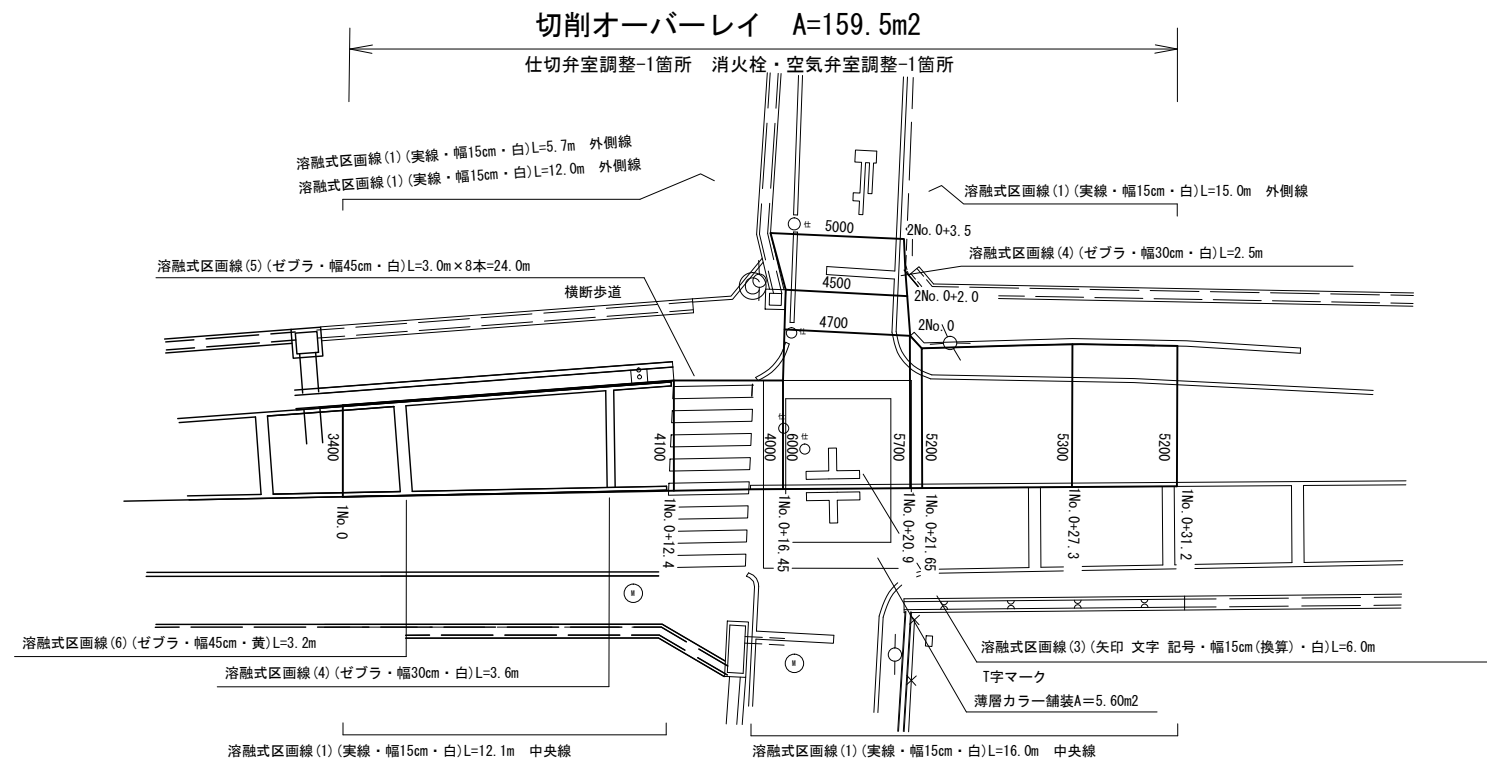 切削オーバーレイ　A=159.5m2
仕切弁室調整-1箇所　消火栓・空気弁室調整-1箇所
溶融式区画線(1)(実線・幅15cm・白)L=5.7m　外側線
溶融式区画線(1)(実線・幅15cm・白)L=12.0m　外側線
溶融式区画線(1)(実線・幅15cm・白)L=15.0m　外側線
仕
5000
2No.0+3.5
溶融式区画線(4)(ゼブラ・幅30cm・白)L=2.5m
溶融式区画線(5)(ゼブラ・幅45cm・白)L=3.0m×8本=24.0m
横断歩道
4500
2No.0+2.0
4700
2No.0
仕
3400
4100
4000
6000
仕
仕
5700
5200
5300
5200
1No.0
1No.0+12.4
1No.0+16.45
1No.0+20.9
1No.0+21.65
1No.0+27.3
1No.0+31.2
M
M
溶融式区画線(6)(ゼブラ・幅45cm・黄)L=3.2m
溶融式区画線(4)(ゼブラ・幅30cm・白)L=3.6m
溶融式区画線(3)(矢印 文字 記号・幅15cm(換算)・白)L=6.0m
T字マーク
薄層カラー舗装A＝5.60m2
溶融式区画線(1)(実線・幅15cm・白)L=12.1m　中央線
溶融式区画線(1)(実線・幅15cm・白)L=16.0m　中央線